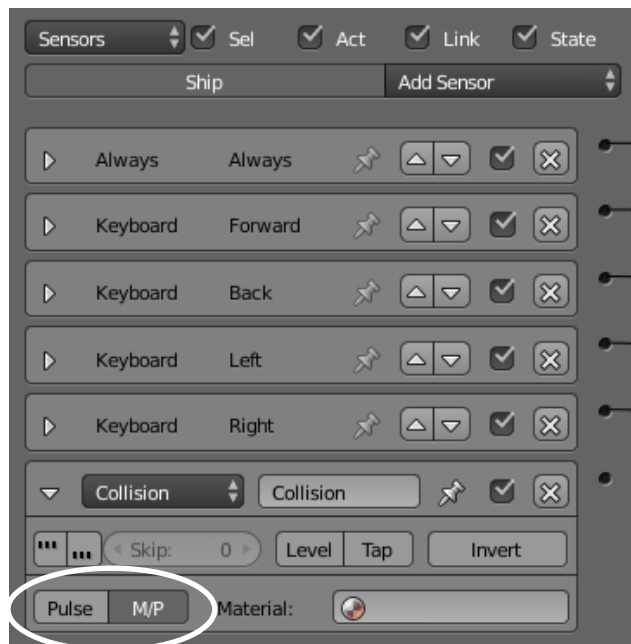 Sensors Sel Act Link State
Ship Add Sensor
Always Always
Keyboard Forward
Keyboard Back
Keyboard Left
Keyboard Right
Collision Collision
Skip: 0 Level Tap Invert
Pulse M/P Material: